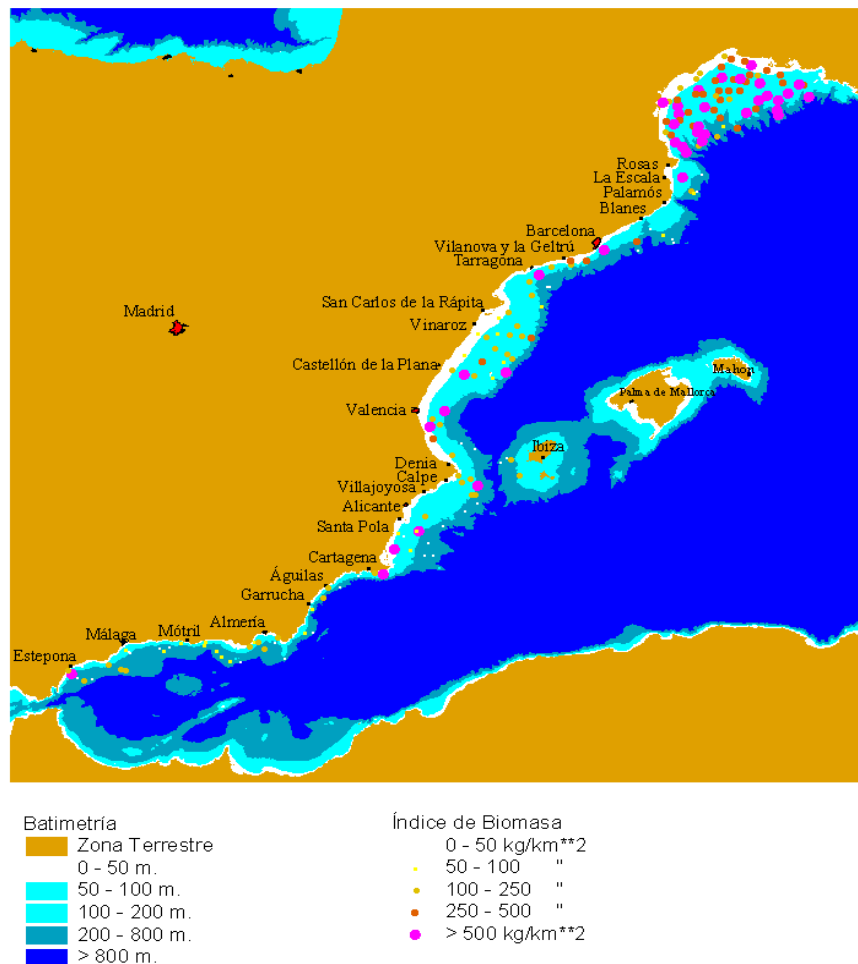 Rosas
La Escala
Palamós
Blanes
Barcelona
Vilanova y la Geltrú
Tarragóna
San Carlos de la Rápita
Madrid
Vinaroz
Castellón de la Plana
Mahón
Palma de Mallorca
Valencia
Ibiza
Denia
Calpe
Villajoyosa
Alicante
Santa Pola
Cartagena
Águilas
Garrucha
Almería
Mótril
Málaga
Estepona
Batimetría
Zona Terrestre
0 - 50 m.
50 - 100 m.
100 - 200 m.
200 - 800 m.
> 800 m.
Índice de Biomasa
0 - 50 kg/km**2
50 - 100 "
100 - 250 "
250 - 500 "
> 500 kg/km**2